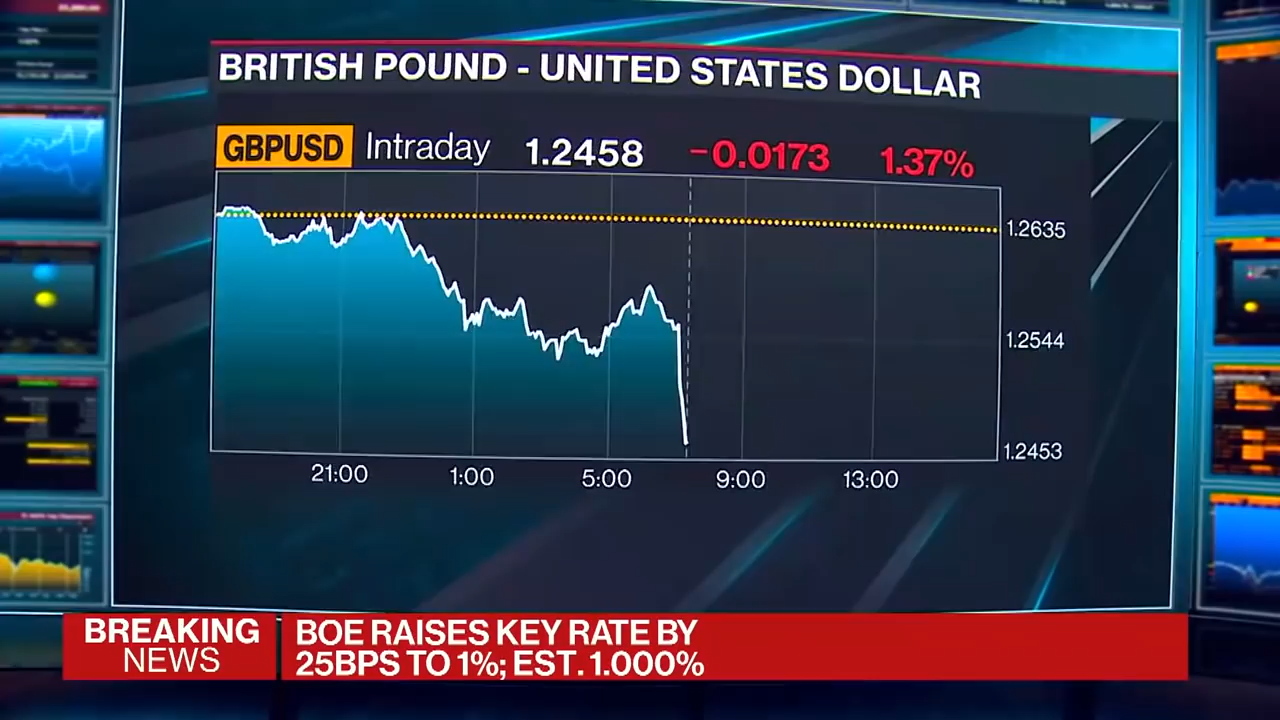 BRITISH POUND - UNITED STATES DOLLAR
GBPUSD Intraday 1.2458 -0.0173 1.37%
1.2635
1.2544
1.2453
21:00 1:00 5:00 9:00 13:00
BREAKING NEWS
BOE RAISES KEY RATE BY
25BPS TO 1%; EST. 1.000%